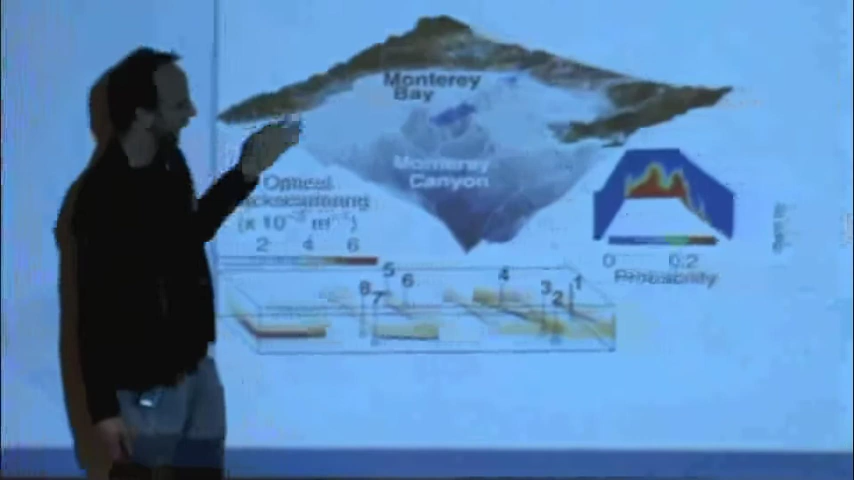 Monterey
Bay
Monterey
Canyon
Optical
(x 10
2 4 6
0 0.2
Probability
5
6
4
8
7
3
2
1